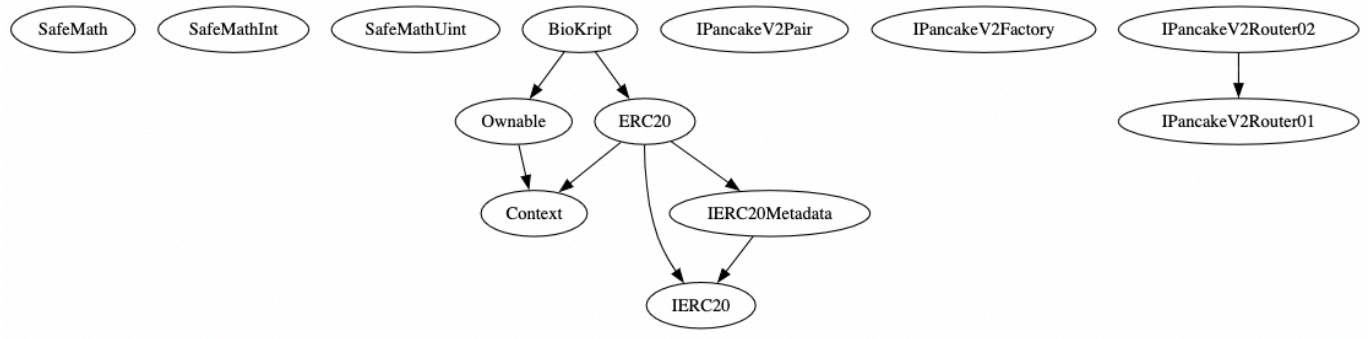 SafeMath
SafeMathInt
SafeMathUint
BioKript
IPancakeV2Pair
IPancakeV2Factory
IPancakeV2Router02
Ownable
ERC20
IPancakeV2Router01
Context
IERC20Metadata
IERC20